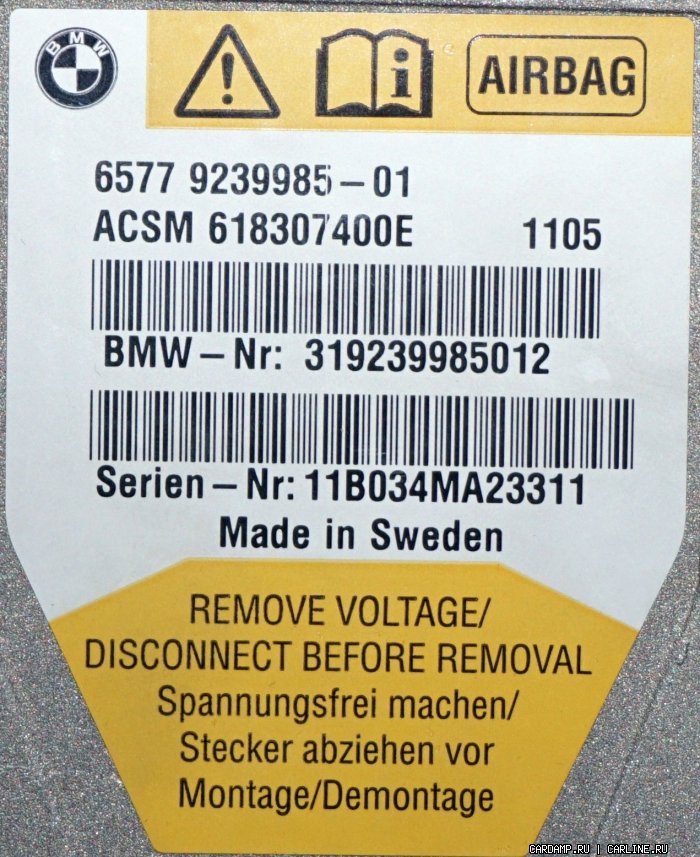 BMW
AIRBAG
6577 9239985-01
ACSM 618307400E 1105
BMW-Nr: 319239985012
Serien-Nr: 11B034MA23311
Made in Sweden
REMOVE VOLTAGE/
DISCONNECT BEFORE REMOVAL
Spannungsfrei machen/
Stecker abziehen vor
Montage/Demontage
CARDAMP.RU | CARLINE.RU